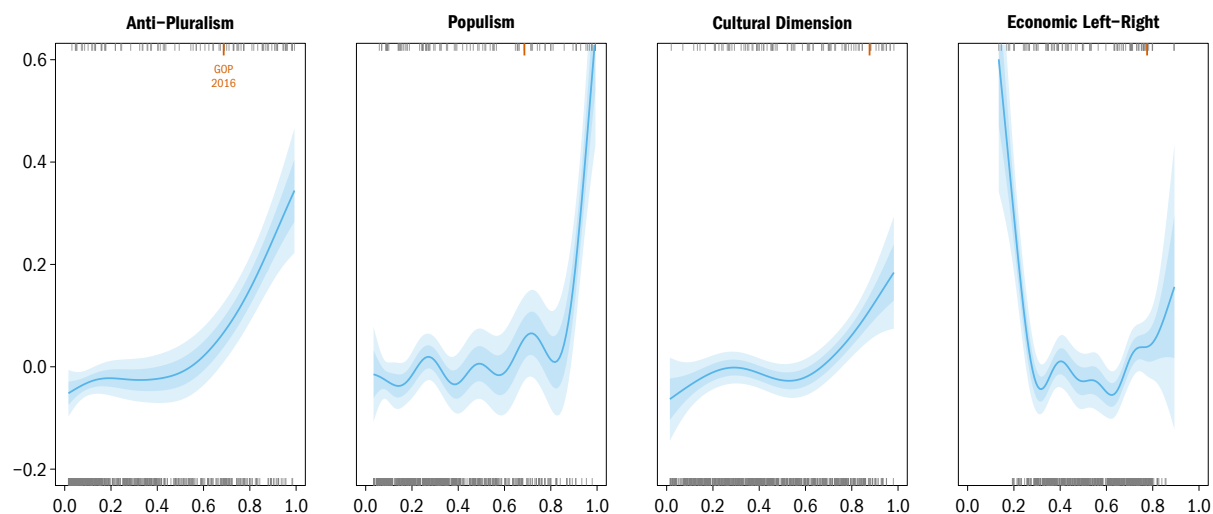 Anti−Pluralism
Populism
Cultural Dimension
Economic Left−Right
GOP
2016
0.6
0.4
0.2
0.0
−0.2
0.0 0.2 0.4 0.6 0.8 1.0
0.0 0.2 0.4 0.6 0.8 1.0
0.0 0.2 0.4 0.6 0.8 1.0
0.0 0.2 0.4 0.6 0.8 1.0